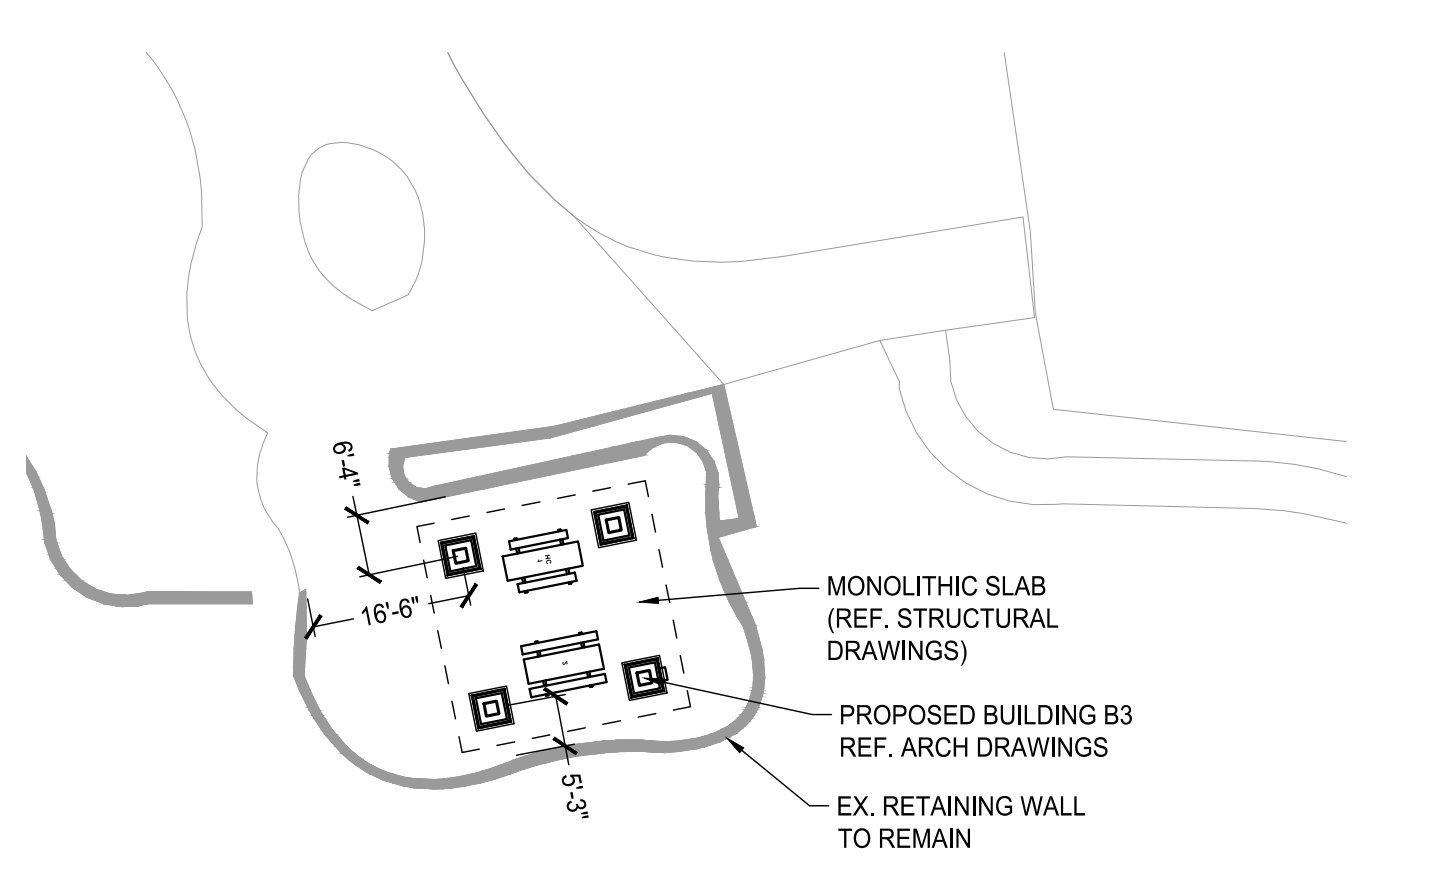 6'-4"
HC
16'-6"
MONOLITHIC SLAB
(REF. STRUCTURAL
DRAWINGS)
PROPOSED BUILDING B3
REF. ARCH DRAWINGS
5'-3"
EX. RETAINING WALL
TO REMAIN